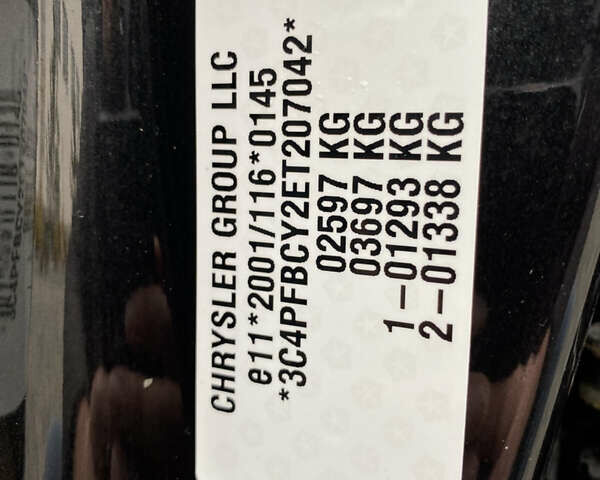 CHRYSLER GROUP LLC
e11*2001/116*0145
*3C4PFBCY2ET207042*
02597 KG
03697 KG
1-01293 KG
2-01338 KG